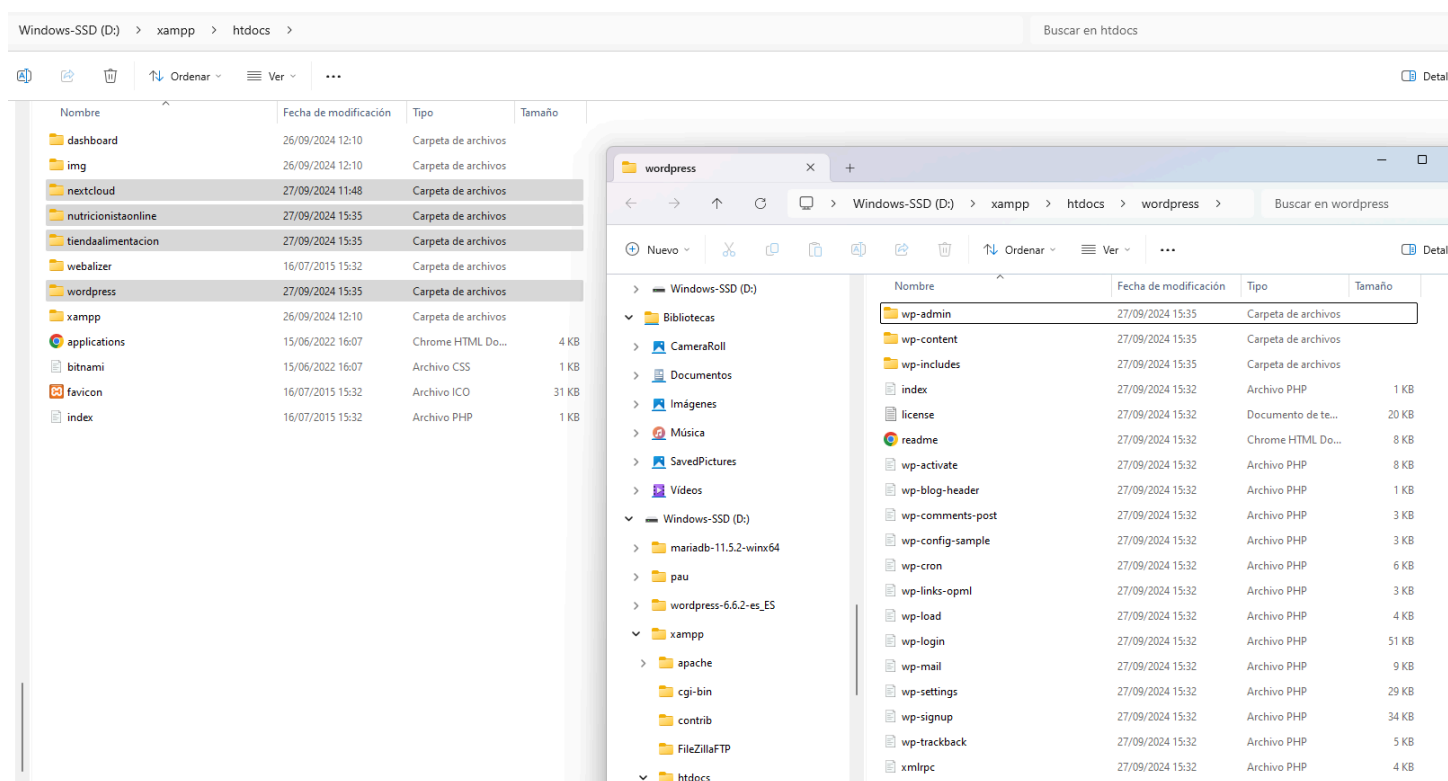 Windows-SSD (D:) > xampp > htdocs >
Buscar en htdocs
Ordenar
Ver
Detal
Nombre Fecha de modificación Tipo Tamaño
dashboard 26/09/2024 12:10 Carpeta de archivos
img 26/09/2024 12:10 Carpeta de archivos
nextcloud 27/09/2024 11:48 Carpeta de archivos
nutricionistaonline 27/09/2024 15:35 Carpeta de archivos
tiendaalimentacion 27/09/2024 15:35 Carpeta de archivos
webalizer 16/07/2015 15:32 Carpeta de archivos
wordpress 27/09/2024 15:35 Carpeta de archivos
xampp 26/09/2024 12:10 Carpeta de archivos
applications 15/06/2022 16:07 Chrome HTML Do... 4 KB
bitnami 15/06/2022 16:07 Archivo CSS 1 KB
favicon 16/07/2015 15:32 Archivo ICO 31 KB
index 16/07/2015 15:32 Archivo PHP 1 KB
wordpress
Windows-SSD (D:) > xampp > htdocs > wordpress >
Buscar en wordpress
Nuevo
Ordenar
Ver
Detal
Windows-SSD (D:)
Bibliotecas
CameraRoll
Documentos
Imágenes
Música
SavedPictures
Vídeos
Windows-SSD (D:)
mariadb-11.5.2-winx64
pau
wordpress-6.6.2-es_ES
xampp
apache
cgi-bin
contrib
FileZillaFTP
htdocs
Nombre Fecha de modificación Tipo Tamaño
wp-admin 27/09/2024 15:35 Carpeta de archivos
wp-content 27/09/2024 15:35 Carpeta de archivos
wp-includes 27/09/2024 15:35 Carpeta de archivos
index 27/09/2024 15:32 Archivo PHP 1 KB
license 27/09/2024 15:32 Documento de te... 20 KB
readme 27/09/2024 15:32 Chrome HTML Do... 8 KB
wp-activate 27/09/2024 15:32 Archivo PHP 8 KB
wp-blog-header 27/09/2024 15:32 Archivo PHP 1 KB
wp-comments-post 27/09/2024 15:32 Archivo PHP 3 KB
wp-config-sample 27/09/2024 15:32 Archivo PHP 3 KB
wp-cron 27/09/2024 15:32 Archivo PHP 6 KB
wp-links-opml 27/09/2024 15:32 Archivo PHP 3 KB
wp-load 27/09/2024 15:32 Archivo PHP 4 KB
wp-login 27/09/2024 15:32 Archivo PHP 51 KB
wp-mail 27/09/2024 15:32 Archivo PHP 9 KB
wp-settings 27/09/2024 15:32 Archivo PHP 29 KB
wp-signup 27/09/2024 15:32 Archivo PHP 34 KB
wp-trackback 27/09/2024 15:32 Archivo PHP 5 KB
xmlrpc 27/09/2024 15:32 Archivo PHP 4 KB